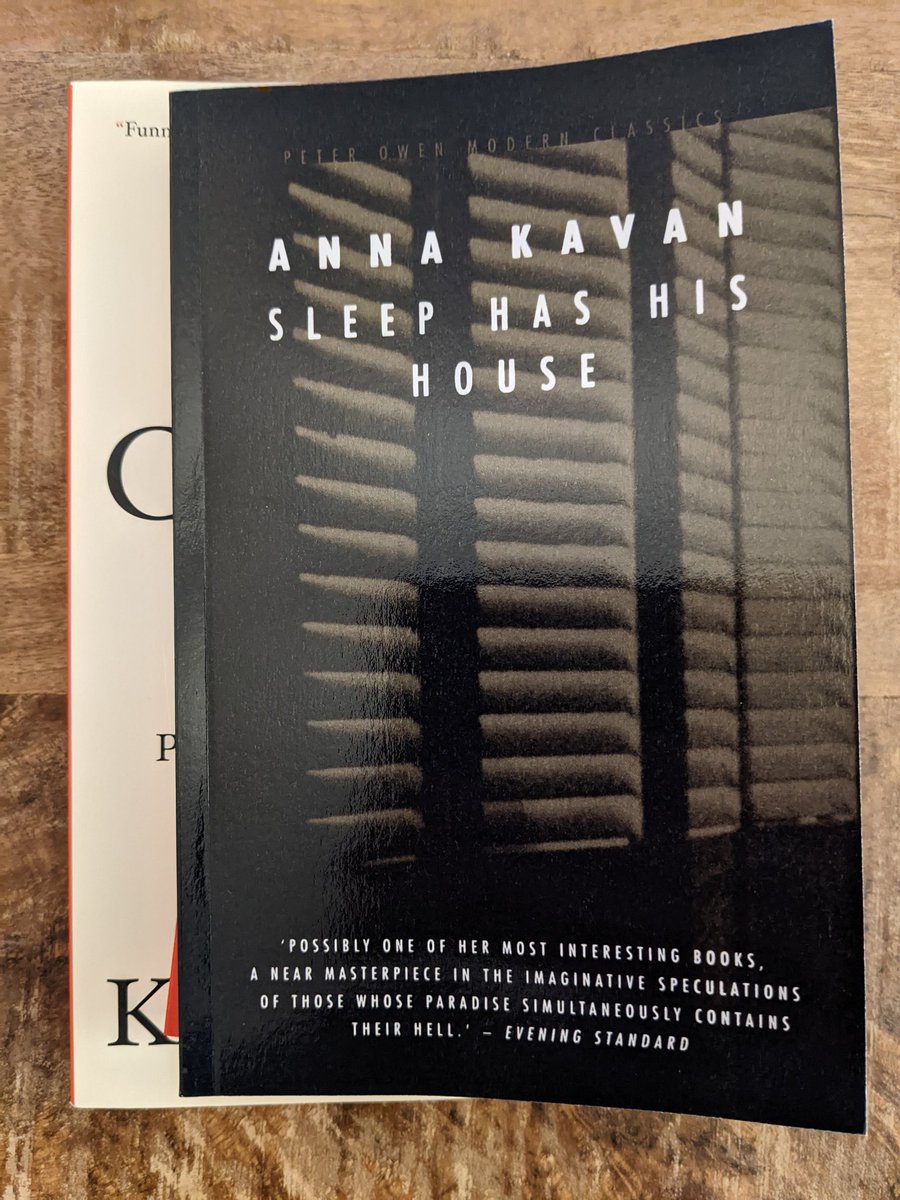 “Funn
PETER OWEN MODERN CLASSICS
ANNA KAVAN
SLEEP HAS HIS
HOUSE
‘POSSIBLY ONE OF HER MOST INTERESTING BOOKS,
A NEAR MASTERPIECE IN THE IMAGINATIVE SPECULATIONS
OF THOSE WHOSE PARADISE SIMULTANEOUSLY CONTAINS
THEIR HELL.’ – EVENING STANDARD
P
K